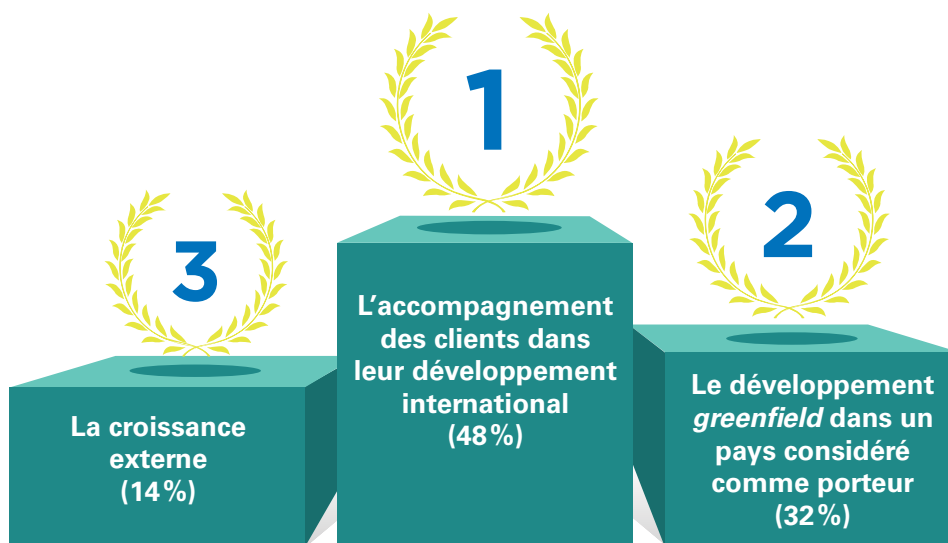 1
L’accompagnement
des clients dans
leur développement
international
(48 %)
2
Le développement
greenfield dans un
pays considéré
comme porteur
(32 %)
3
La croissance
externe
(14 %)